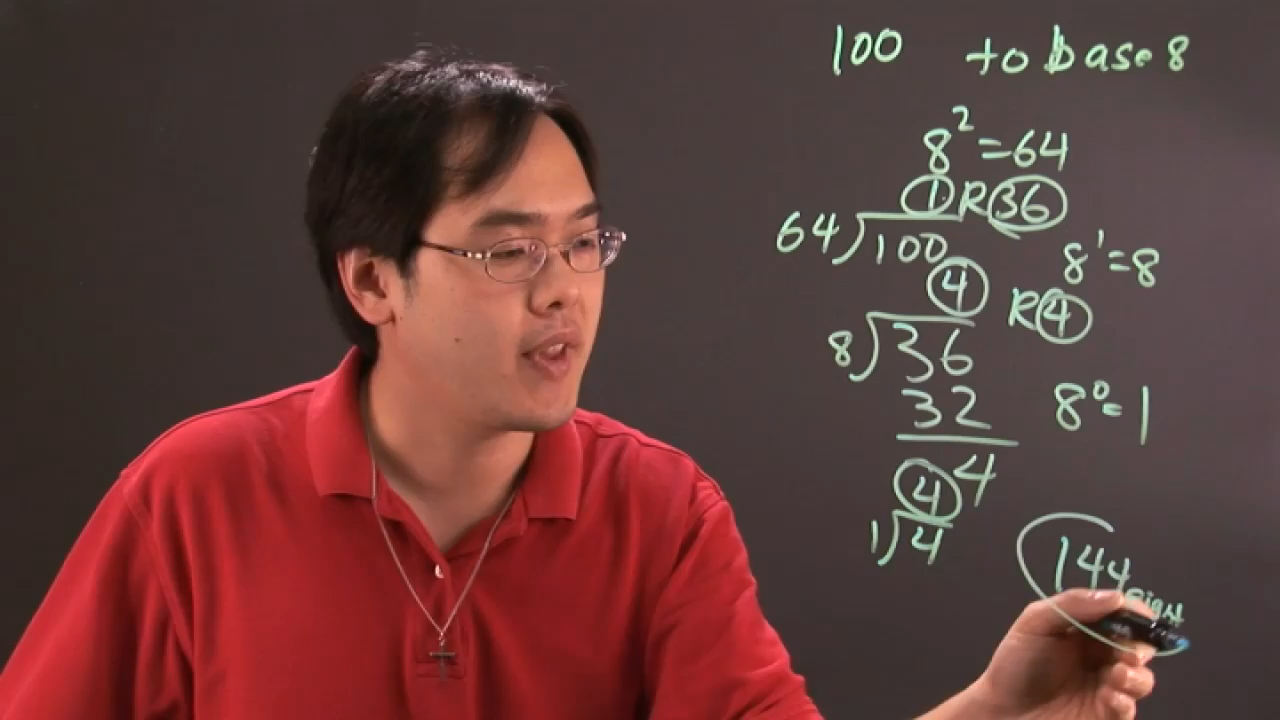 100 to base 8
8² = 64
1 R 36
64)100
8¹ = 8
4 R 4
8)36
32
8⁰ = 1
4
4
1)4
144 eight